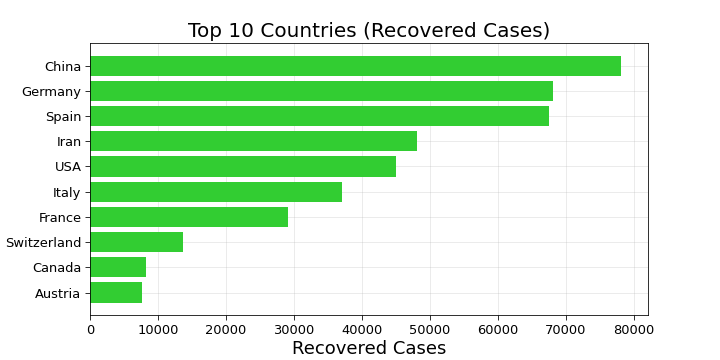 Top 10 Countries (Recovered Cases)
China
Germany
Spain
Iran
USA
Italy
France
Switzerland
Canada
Austria
0 10000 20000 30000 40000 50000 60000 70000 80000
Recovered Cases